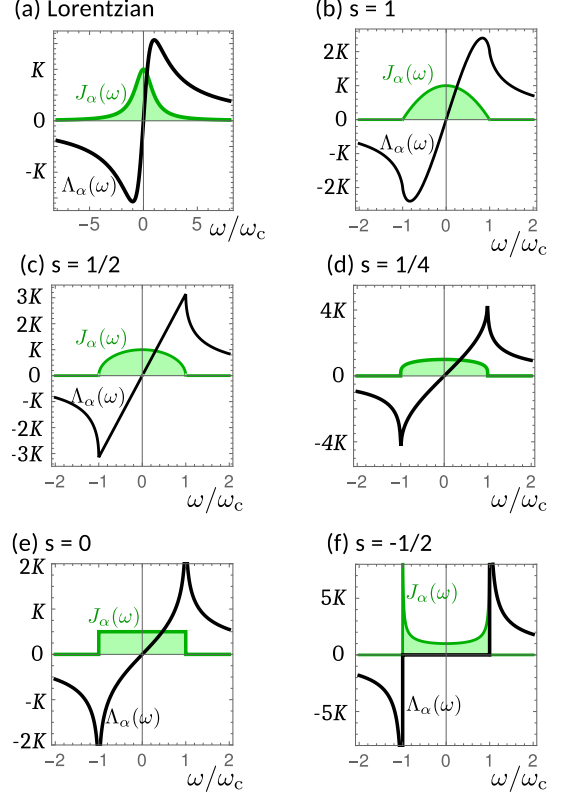 (a) Lorentzian
K
0
-K
J_α(ω)
Λ_α(ω)
−5 0 5 ω/ω_c
(b) s = 1
2K
K
0
-K
-2K
J_α(ω)
Λ_α(ω)
−2 −1 0 1 2
ω/ω_c
(c) s = 1/2
3K
2K
K
0
-K
-2K
-3K
J_α(ω)
Λ_α(ω)
−2 −1 0 1 2
ω/ω_c
(d) s = 1/4
4K
0
-4K
J_α(ω)
Λ_α(ω)
−2 −1 0 1 2
ω/ω_c
(e) s = 0
2K
K
0
-K
-2K
J_α(ω)
Λ_α(ω)
−2 −1 0 1 2
ω/ω_c
(f) s = -1/2
5K
0
-5K
J_α(ω)
Λ_α(ω)
−2 −1 0 1 2
ω/ω_c